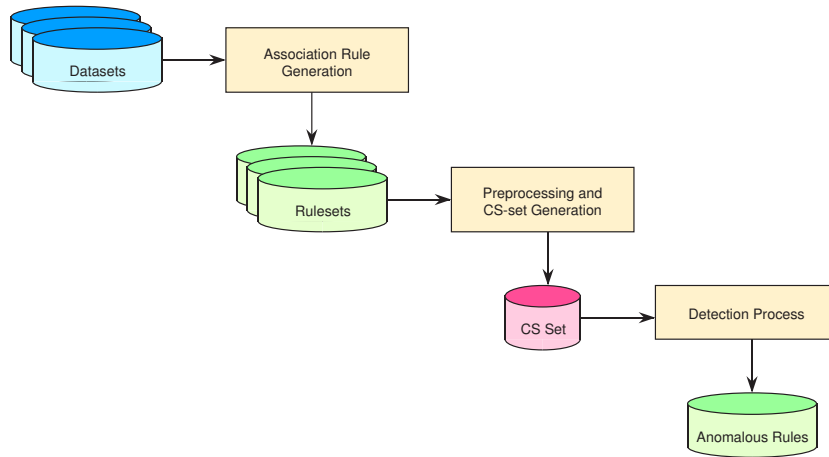 Datasets
Association Rule
Generation
Rulesets
Preprocessing and
CS-set Generation
CS Set
Detection Process
Anomalous Rules